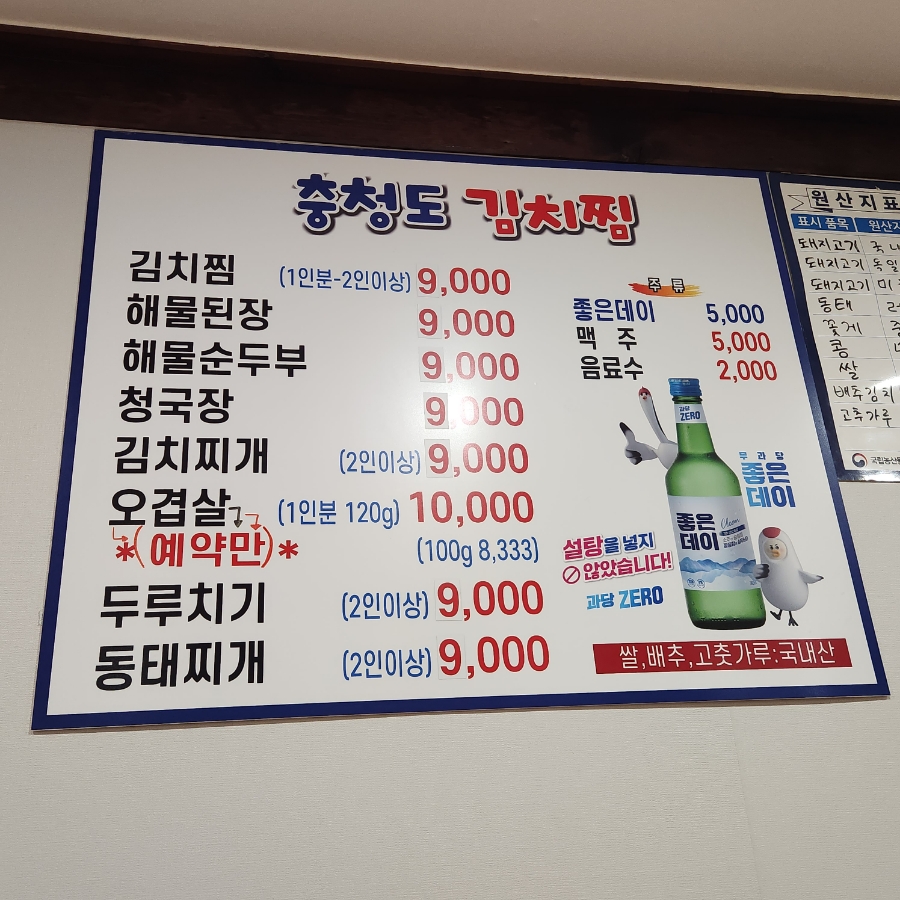 충청도 김치찜
김치찜 (1인분-2인이상) 9,000
해물된장 9,000
해물순두부 9,000
청국장 9,000
김치찌개 (2인이상) 9,000
오겹살 (1인분 120g) 10,000
*(예약만)* (100g 8,333)
두루치기 (2인이상) 9,000
동태찌개 (2인이상) 9,000
주류
좋은데이 5,000
맥주 5,000
음료수 2,000
과당
ZERO
무과당
좋은
데이
좋은
데이
설탕을 넣지
않았습니다!
과당 ZERO
쌀,배추,고춧가루:국내산
원산지표
표시 품목 원산지
돼지고기 국내
돼지고기 독일
돼지고기
동태
꽃게
콩
쌀
배추김치
고추가루